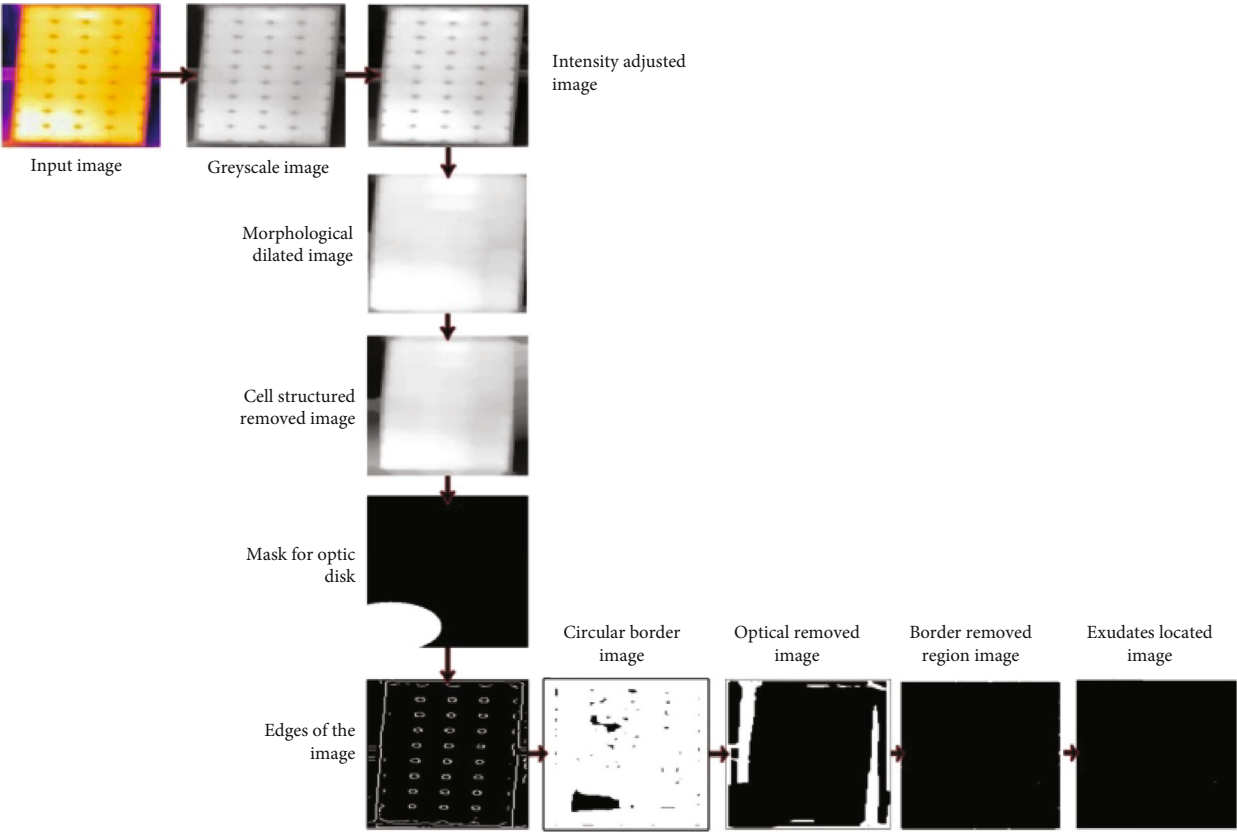 Input image
Greyscale image
Intensity adjusted
image
Morphological
dilated image
Cell structured
removed image
Mask for optic
disk
Edges of the
image
Circular border
image
Optical removed
image
Border removed
region image
Exudates located
image